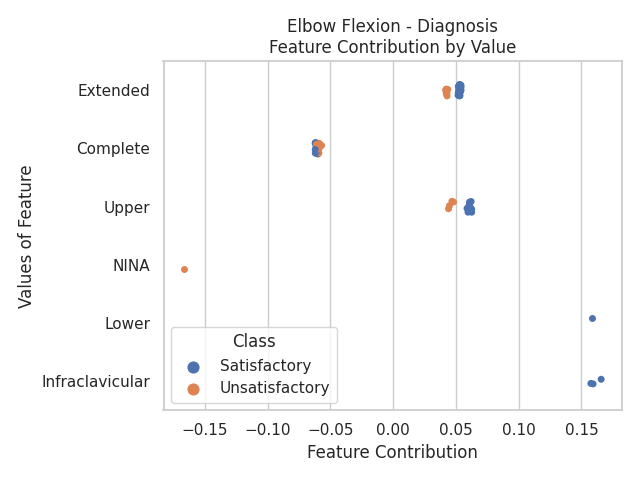 Elbow Flexion - Diagnosis
Feature Contribution by Value
Values of Feature
Extended
Complete
Upper
NINA
Lower
Infraclavicular
Class
Satisfactory
Unsatisfactory
−0.15 −0.10 −0.05 0.00 0.05 0.10 0.15
Feature Contribution